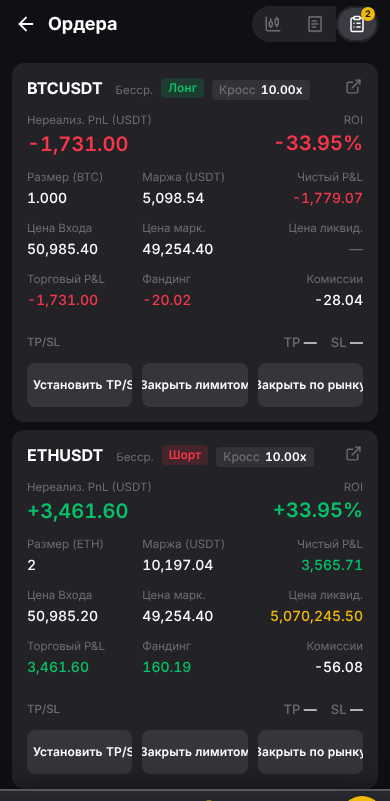 Ордера
2
BTCUSDT Бесср. Лонг Кросс 10.00x
Нереализ. PnL (USDT) ROI
-1,731.00 -33.95%
Размер (BTC) Маржа (USDT) Чистый P&L
1.000 5,098.54 -1,779.07
Цена Входа Цена марк. Цена ликвид.
50,985.40 49,254.40 —
Торговый P&L Фандинг Комиссии
-1,731.00 -20.02 -28.04
TP/SL TP — SL —
Установить TP/S Закрыть лимитом Закрыть по рынку
ETHUSDT Бесср. Шорт Кросс 10.00x
Нереализ. PnL (USDT) ROI
+3,461.60 +33.95%
Размер (ETH) Маржа (USDT) Чистый P&L
2 10,197.04 3,565.71
Цена Входа Цена марк. Цена ликвид.
50,985.20 49,254.40 5,070,245.50
Торговый P&L Фандинг Комиссии
3,461.60 160.19 -56.08
TP/SL TP — SL —
Установить TP/S Закрыть лимитом Закрыть по рынку